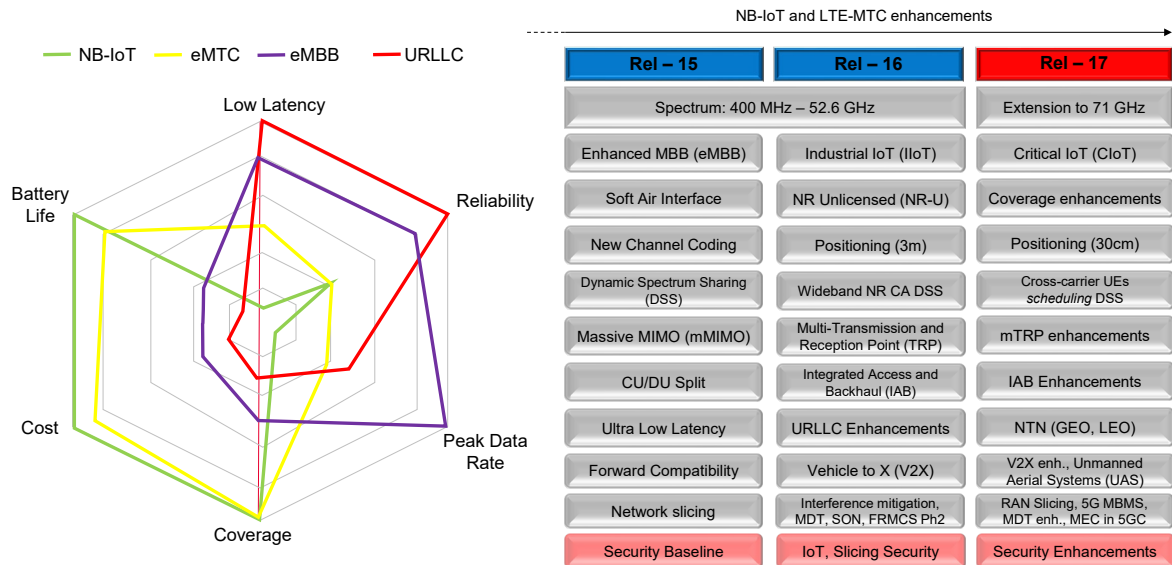 NB-IoT and LTE-MTC enhancements
NB-IoT
eMTC
eMBB
URLLC
Low Latency
Reliability
Peak Data
Rate
Coverage
Cost
Battery
Life
Rel – 15
Rel – 16
Rel – 17
Spectrum: 400 MHz – 52.6 GHz
Extension to 71 GHz
Enhanced MBB (eMBB)
Industrial IoT (IIoT)
Critical IoT (CIoT)
Soft Air Interface
NR Unlicensed (NR-U)
Coverage enhancements
New Channel Coding
Positioning (3m)
Positioning (30cm)
Dynamic Spectrum Sharing
(DSS)
Wideband NR CA DSS
Cross-carrier UEs
scheduling DSS
Massive MIMO (mMIMO)
Multi-Transmission and
Reception Point (TRP)
mTRP enhancements
CU/DU Split
Integrated Access and
Backhaul (IAB)
IAB Enhancements
Ultra Low Latency
URLLC Enhancements
NTN (GEO, LEO)
Forward Compatibility
Vehicle to X (V2X)
V2X enh., Unmanned
Aerial Systems (UAS)
Network slicing
Interference mitigation,
MDT, SON, FRMCS Ph2
RAN Slicing, 5G MBMS,
MDT enh., MEC in 5GC
Security Baseline
IoT, Slicing Security
Security Enhancements